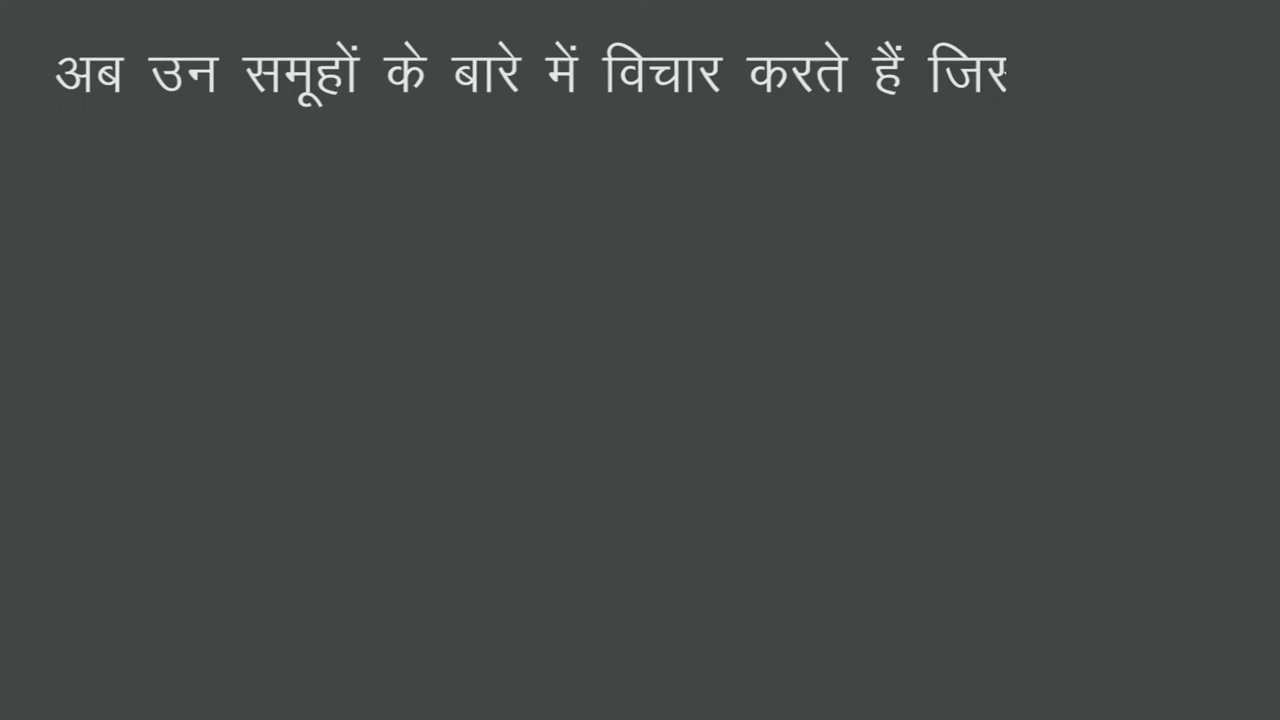 अब उन समूहों के बारे में विचार करते हैं